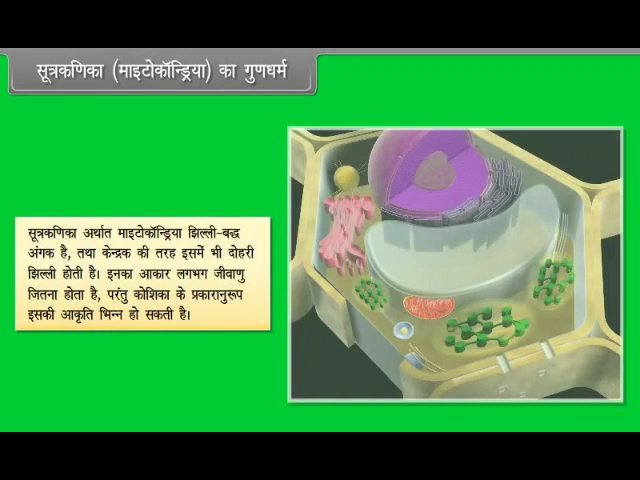 सूत्रकणिका (माइटोकॉन्ड्रिया) का गुणधर्म
सूत्रकणिका अर्थात माइटोकॉन्ड्रिया झिल्ली-बद्ध
अंगक है, तथा केन्द्रक की तरह इसमें भी दोहरी
झिल्ली होती है। इनका आकार लगभग जीवाणु
जितना होता है, परंतु कोशिका के प्रकारानुरूप
इसकी आकृति भिन्न हो सकती है।